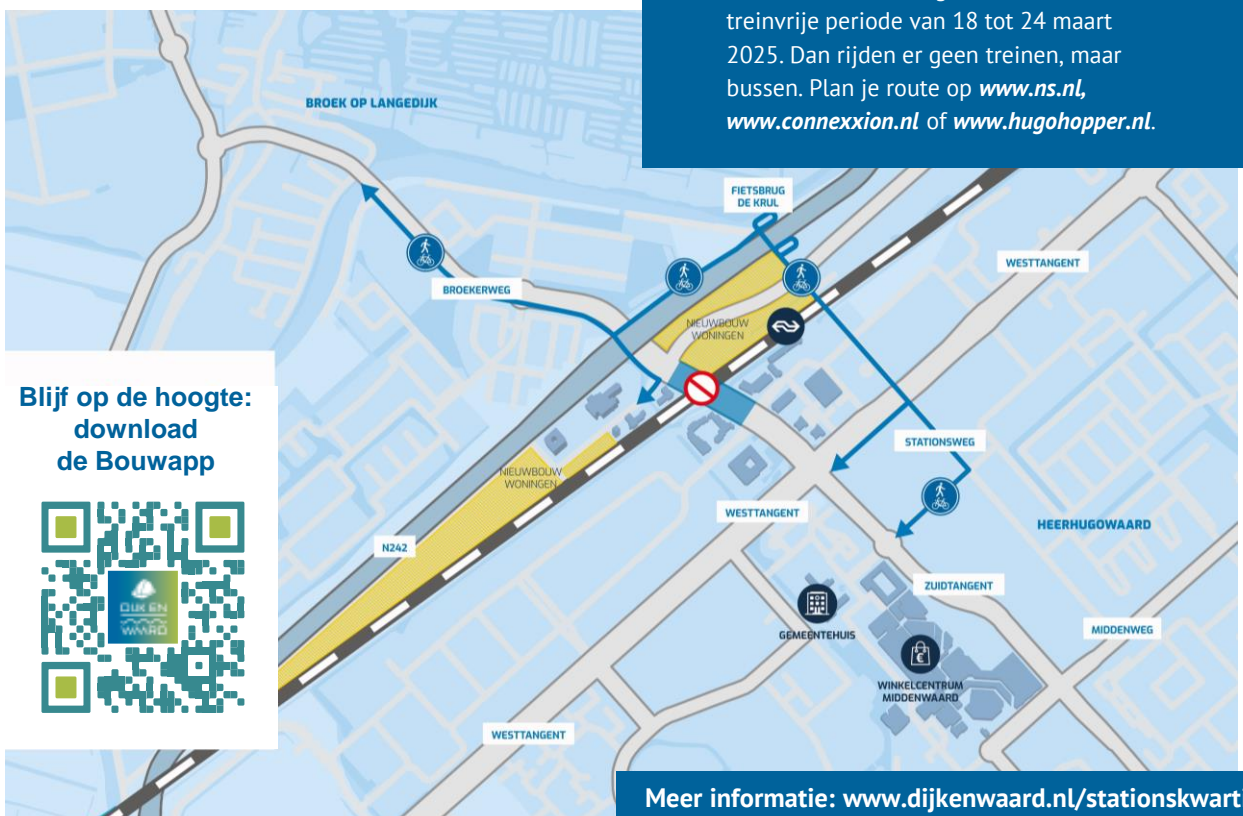 treinvrije periode van 18 tot 24 maart
2025. Dan rijden er geen treinen, maar
bussen. Plan je route op www.ns.nl,
www.connexxion.nl of www.hugohopper.nl.
BROEK OP LANGEDIJK
FIETSBRUG
DE KRUL
WESTTANGENT
BROEKERWEG
NIEUWBOUW
WONINGEN
Blijf op de hoogte:
download
de Bouwapp
STATIONSWEG
NIEUWBOUW
WONINGEN
WESTTANGENT
HEERHUGOWAARD
N242
ZUIDTANGENT
DIJK EN
WAARD
GEMEENTEHUIS
MIDDENWEG
€
WINKELCENTRUM
MIDDENWAARD
WESTTANGENT
Meer informatie: www.dijkenwaard.nl/stationskwart